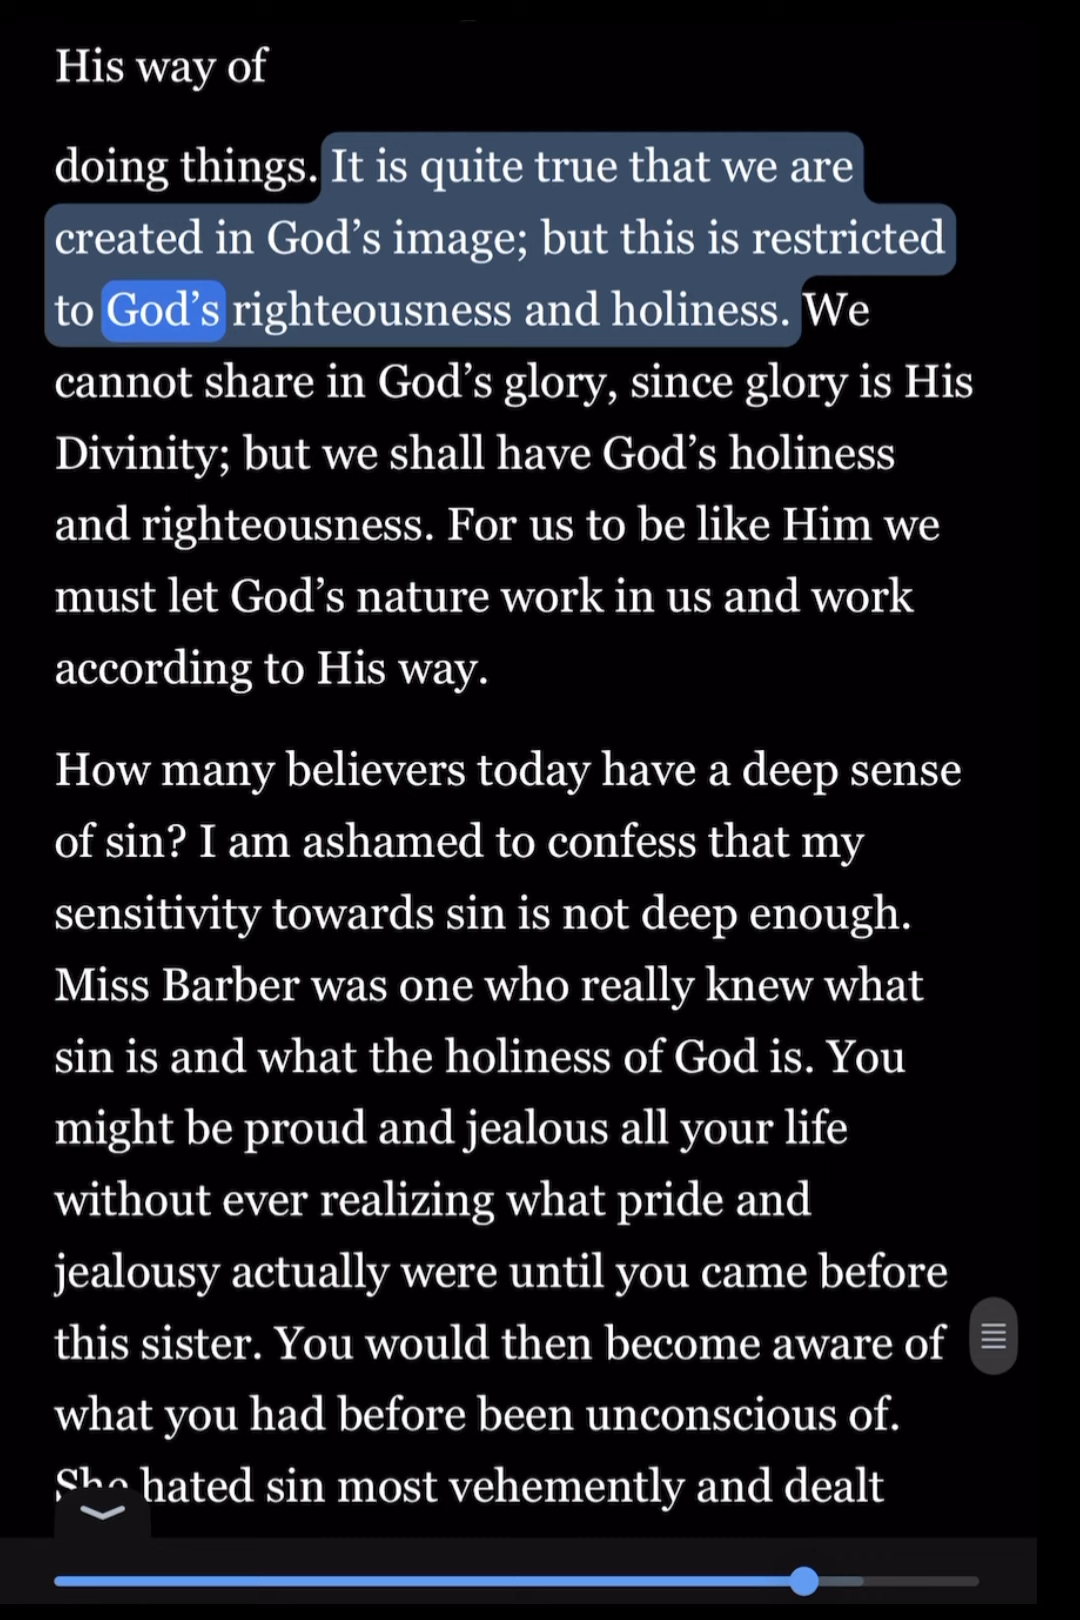 His way of
doing things. It is quite true that we are
created in God’s image; but this is restricted
to God’s righteousness and holiness. We
cannot share in God’s glory, since glory is His
Divinity; but we shall have God’s holiness
and righteousness. For us to be like Him we
must let God’s nature work in us and work
according to His way.
How many believers today have a deep sense
of sin? I am ashamed to confess that my
sensitivity towards sin is not deep enough.
Miss Barber was one who really knew what
sin is and what the holiness of God is. You
might be proud and jealous all your life
without ever realizing what pride and
jealousy actually were until you came before
this sister. You would then become aware of
what you had before been unconscious of.
She hated sin most vehemently and dealt